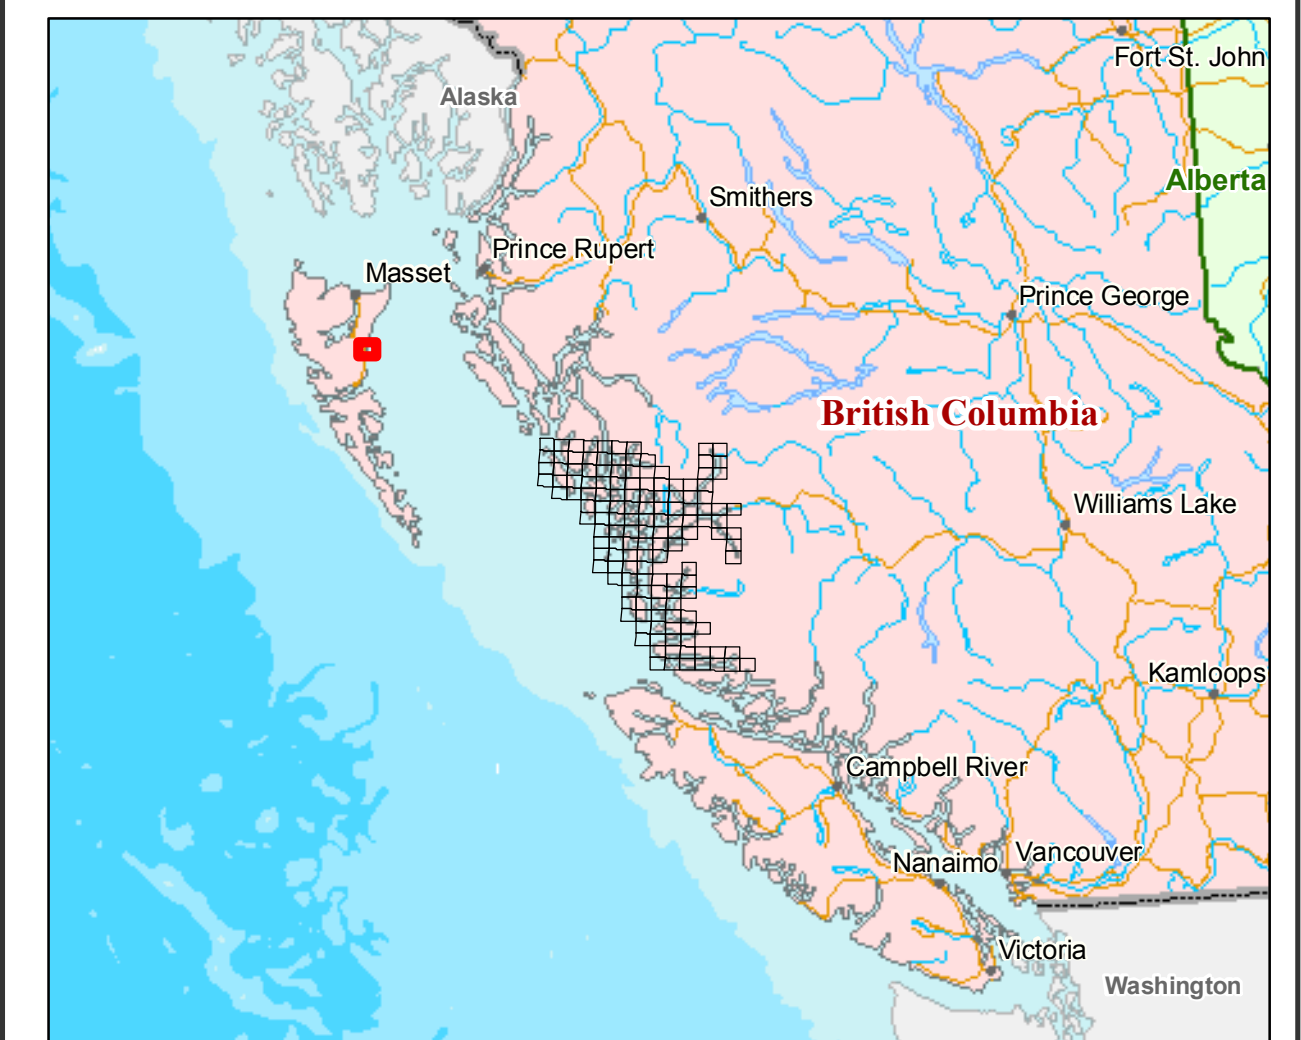 Fort St. John
Alaska
Alberta
Smithers
Prince Rupert
Masset
Prince George
British Columbia
Williams Lake
Kamloops
Campbell River
Vancouver
Nanaimo
Victoria
Washington